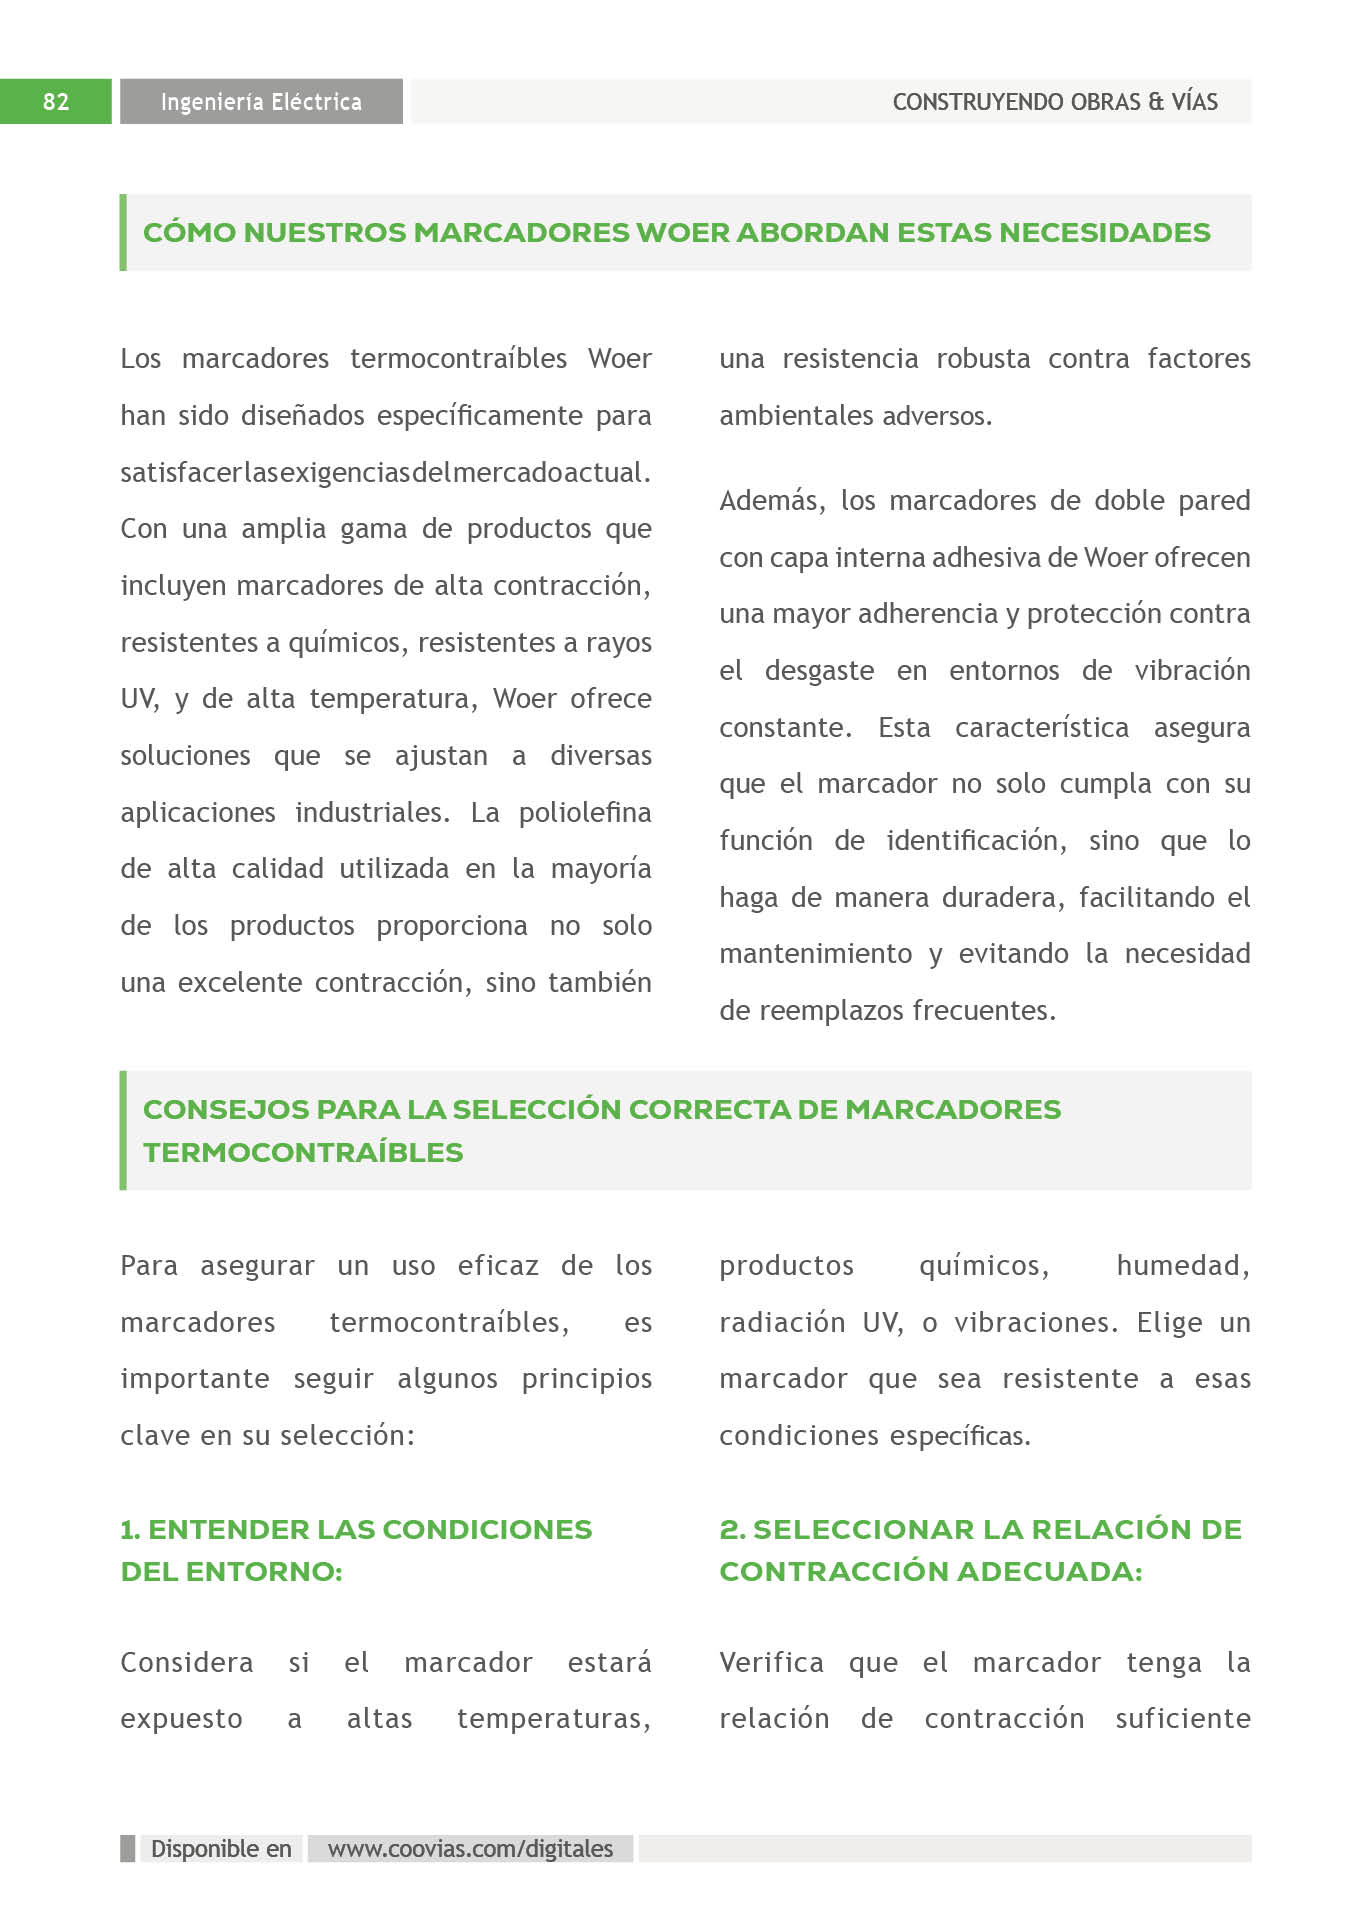 82
Ingeniería Eléctrica
CONSTRUYENDO OBRAS & VÍAS
CÓMO NUESTROS MARCADORES WOER ABORDAN ESTAS NECESIDADES
Los marcadores termocontraíbles Woer
han sido diseñados específicamente para
satisfacer las exigencias del mercado actual.
Con una amplia gama de productos que
incluyen marcadores de alta contracción,
resistentes a químicos, resistentes a rayos
UV, y de alta temperatura, Woer ofrece
soluciones que se ajustan a diversas
aplicaciones industriales. La poliolefina
de alta calidad utilizada en la mayoría
de los productos proporciona no solo
una excelente contracción, sino también
una resistencia robusta contra factores
ambientales adversos.
Además, los marcadores de doble pared
con capa interna adhesiva de Woer ofrecen
una mayor adherencia y protección contra
el desgaste en entornos de vibración
constante. Esta característica asegura
que el marcador no solo cumpla con su
función de identificación, sino que lo
haga de manera duradera, facilitando el
mantenimiento y evitando la necesidad
de reemplazos frecuentes.
CONSEJOS PARA LA SELECCIÓN CORRECTA DE MARCADORES
TERMOCONTRAÍBLES
Para asegurar un uso eficaz de los
marcadores termocontraíbles, es
importante seguir algunos principios
clave en su selección:
1. ENTENDER LAS CONDICIONES
DEL ENTORNO:
Considera si el marcador estará
expuesto a altas temperaturas,
productos químicos, humedad,
radiación UV, o vibraciones. Elige un
marcador que sea resistente a esas
condiciones específicas.
2. SELECCIONAR LA RELACIÓN DE
CONTRACCIÓN ADECUADA:
Verifica que el marcador tenga la
relación de contracción suficiente
Disponible en
www.coovias.com/digitales